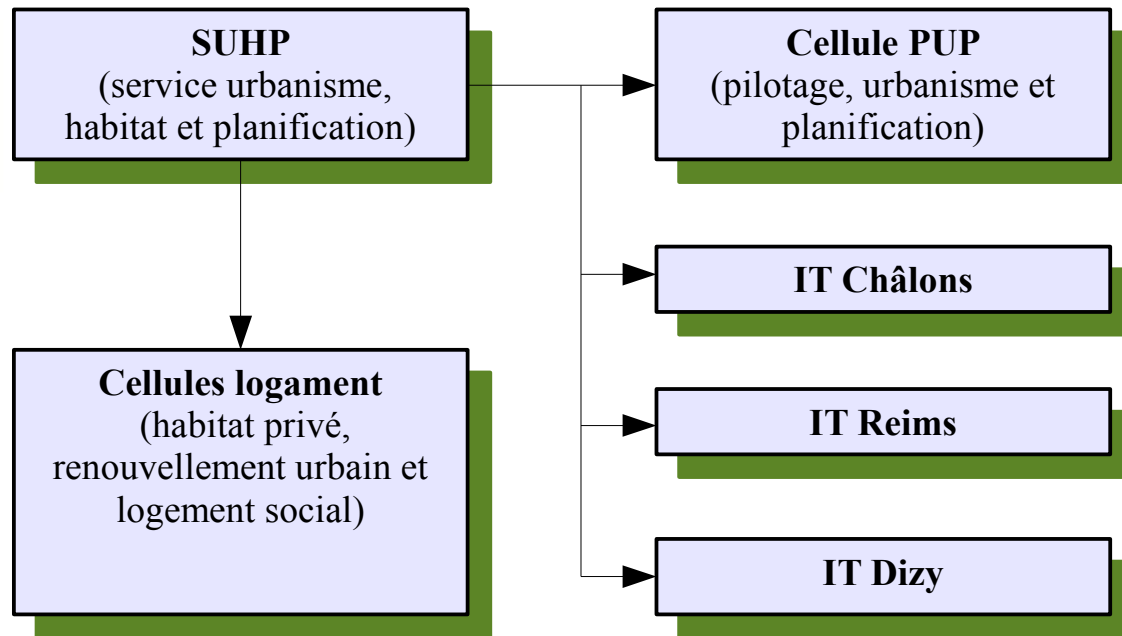 SUHP
(service urbanisme,
habitat et planification)
Cellule PUP
(pilotage, urbanisme et
planification)
IT Châlons
Cellules logament
(habitat privé,
renouvellement urbain et
logement social)
IT Reims
IT Dizy